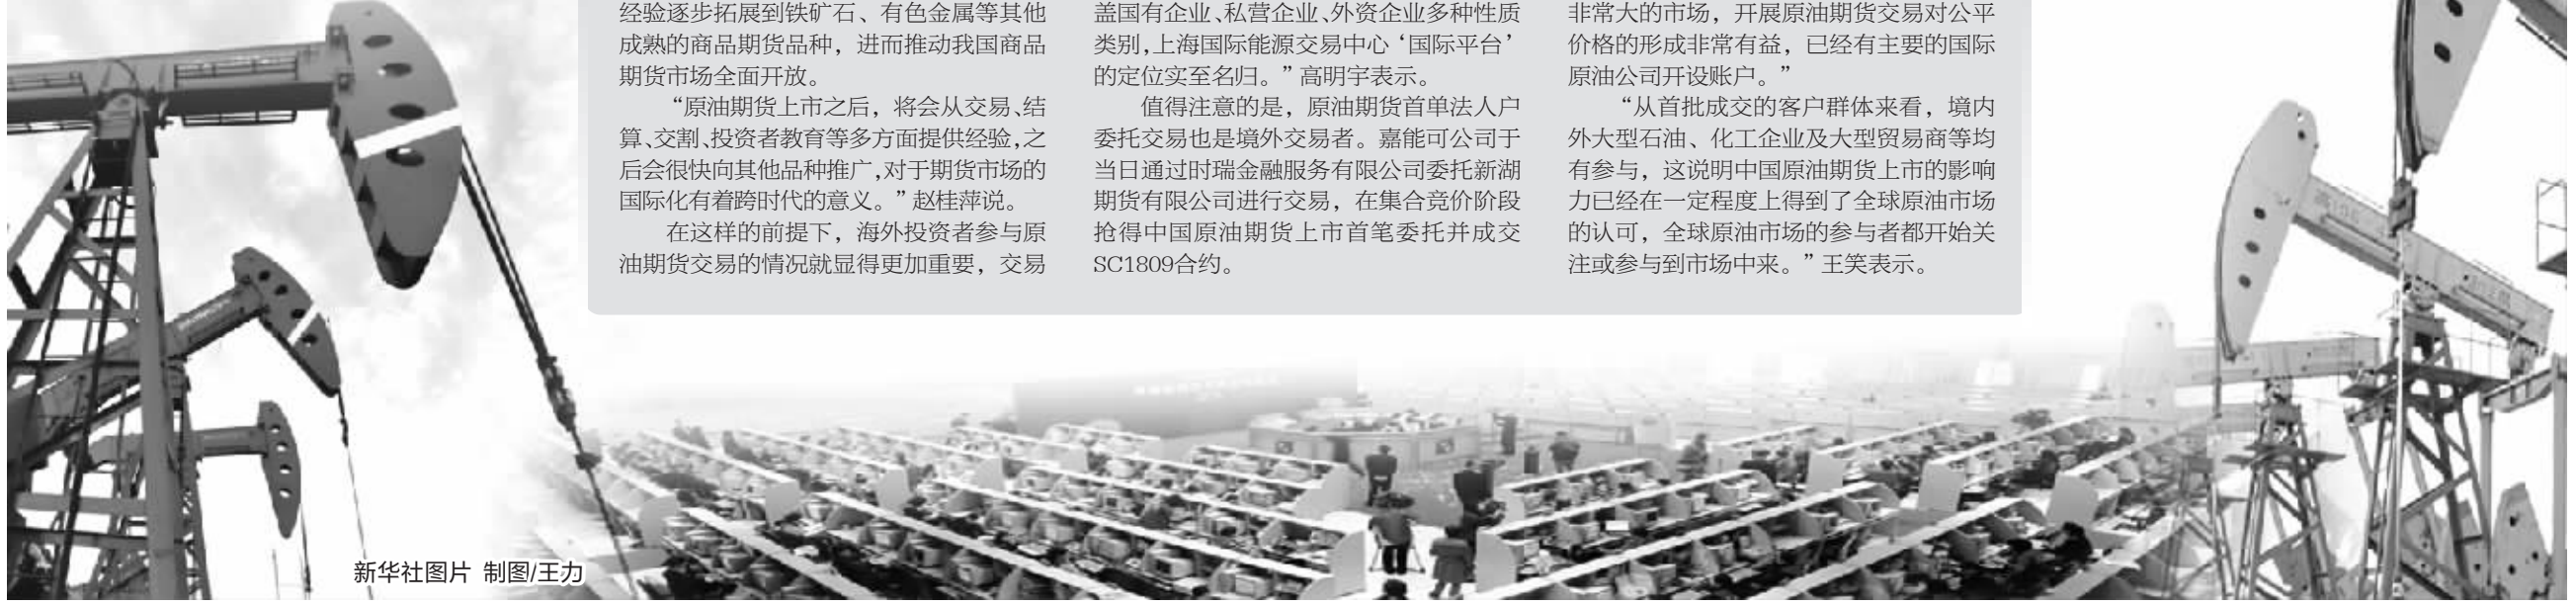 经验逐步拓展到铁矿石、有色金属等其他
成熟的商品期货品种，进而推动我国商品
期货市场全面开放。
“原油期货上市之后，将会从交易、结
算、交割、投资者教育等多方面提供经验，之
后会很快向其他品种推广，对于期货市场的
国际化有着跨时代的意义。”赵桂萍说。
在这样的前提下，海外投资者参与原
油期货交易的情况就显得更加重要，交易
盖国有企业、私营企业、外资企业多种性质
类别，上海国际能源交易中心‘国际平台’
的定位实至名归。”高明宇表示。
值得注意的是，原油期货首单法人户
委托交易也是境外交易者。嘉能可公司于
当日通过时瑞金融服务有限公司委托新湖
期货有限公司进行交易，在集合竞价阶段
抢得中国原油期货上市首笔委托并成交
SC1809合约。
非常大的市场，开展原油期货交易对公平
价格的形成非常有益，已经有主要的国际
原油公司开设账户。”
“从首批成交的客户群体来看，境内
外大型石油、化工企业及大型贸易商等均
有参与，这说明中国原油期货上市的影响
力已经在一定程度上得到了全球原油市场
的认可，全球原油市场的参与者都开始关
注或参与到市场中来。”王笑表示。
新华社图片 制图/王力